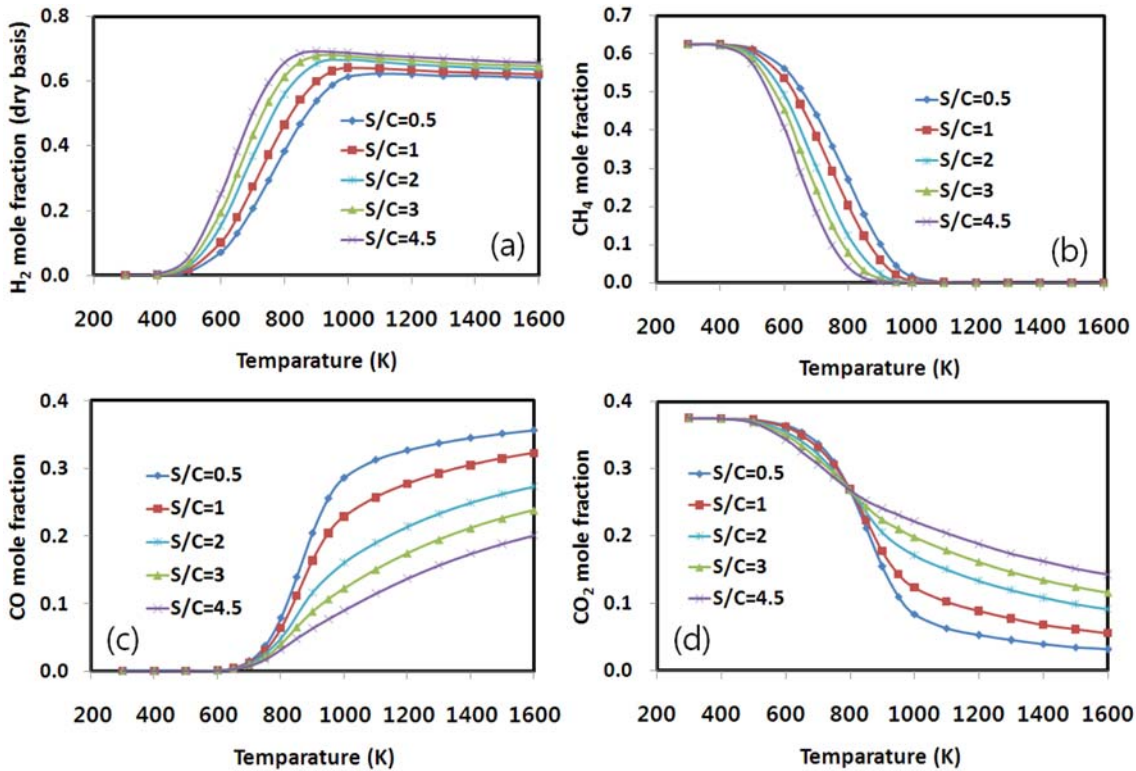 H2 mole fraction (dry basis)
0.8
0.6
0.4
0.2
0.0
S/C=0.5
S/C=1
S/C=2
S/C=3
S/C=4.5
(a)
200 400 600 800 1000 1200 1400 1600
Temparature (K)
CH4 mole fraction
0.7
0.6
0.5
0.4
0.3
0.2
0.1
0.0
S/C=0.5
S/C=1
S/C=2
S/C=3
S/C=4.5
(b)
200 400 600 800 1000 1200 1400 1600
Temparature (K)
CO mole fraction
0.4
0.3
0.2
0.1
0.0
S/C=0.5
S/C=1
S/C=2
S/C=3
S/C=4.5
(c)
200 400 600 800 1000 1200 1400 1600
Temparature (K)
CO2 mole fraction
0.4
0.3
0.2
0.1
0.0
S/C=0.5
S/C=1
S/C=2
S/C=3
S/C=4.5
(d)
200 400 600 800 1000 1200 1400 1600
Temparature (K)